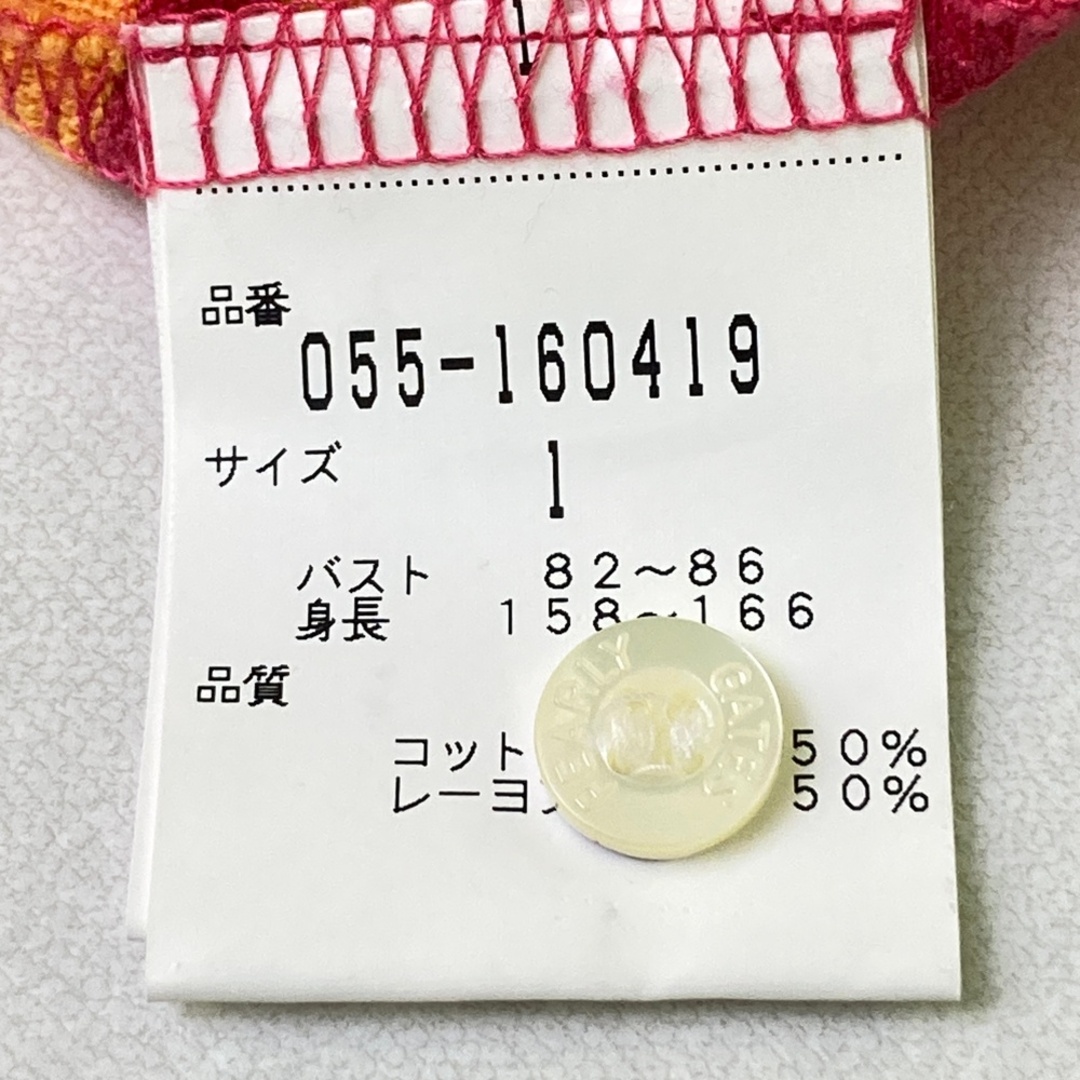 1
品番
055-160419
サイズ 1
バスト 82～86
身長 158～166
品質
コット 50%
レーヨン 50%
PEARLY GATES